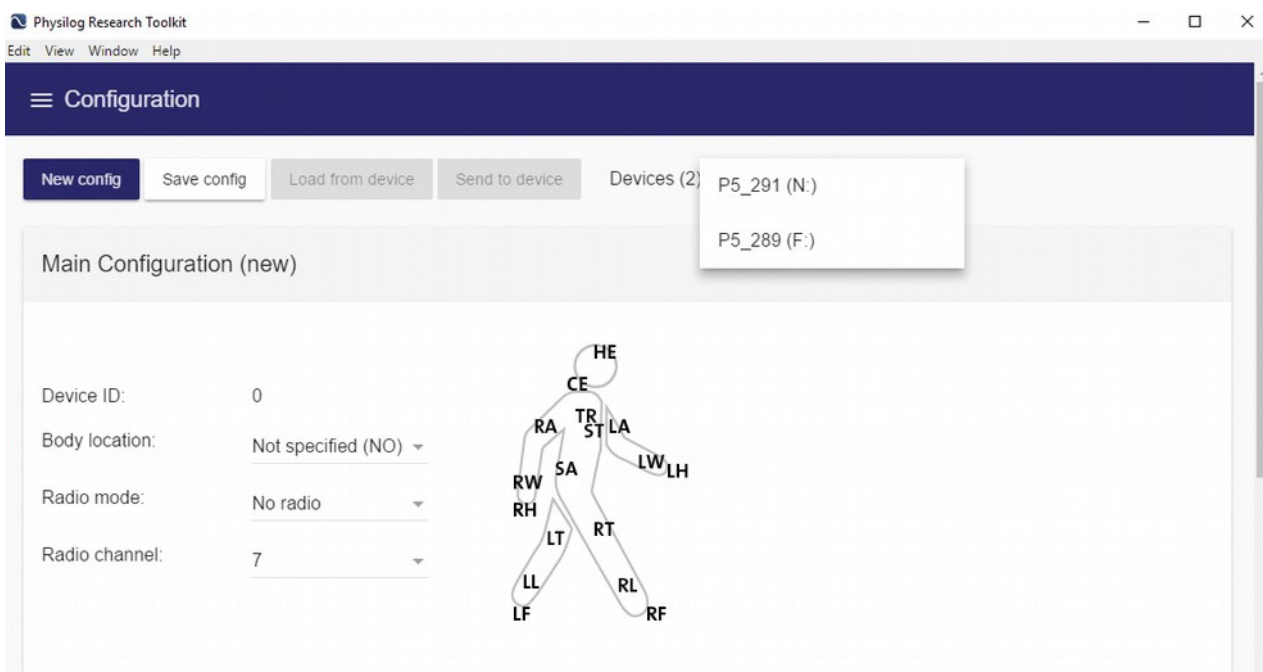 Physilog Research Toolkit
Edit View Window Help
Configuration
New config Save config Load from device Send to device Devices (2)
P5_291 (N:)
P5_289 (F:)
Main Configuration (new)
Device ID: 0
Body location: Not specified (NO)
Radio mode: No radio
Radio channel: 7
HE
CE
TR
RA ST LA
SA LW LH
RW
RH
RT
LT
LL RL
LF RF